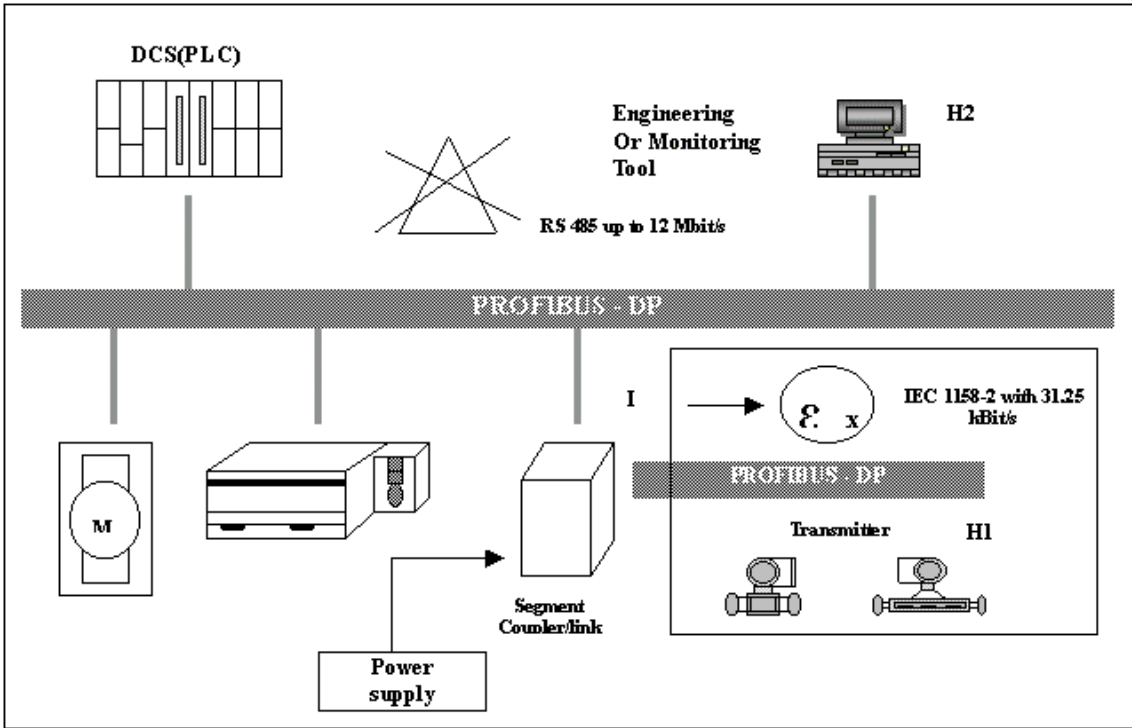 DCS(PLC)
Engineering
Or Monitoring
Tool
H2
RS 485 up to 12 Mbit/s
PROFIBUS - DP
I
ε x
IEC 1158-2 with 31.25
kBit/s
PROFIBUS - DP
M
Transmitter
H1
Segment
Coupler/link
Power
supply